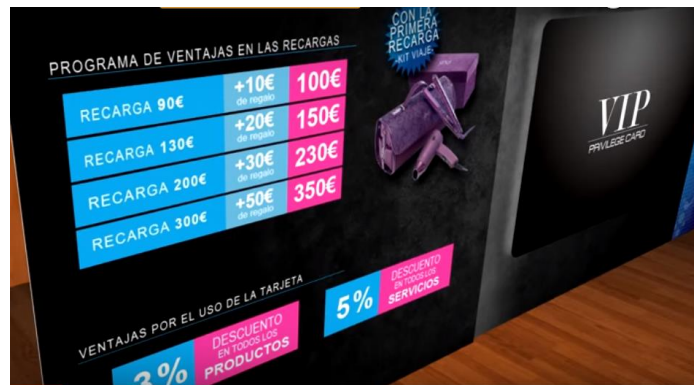 PROGRAMA DE VENTAJAS EN LAS RECARGAS
RECARGA 90€ +10€ de regalo 100€
RECARGA 130€ +20€ de regalo 150€
RECARGA 200€ +30€ de regalo 230€
RECARGA 300€ +50€ de regalo 350€
CON LA
PRIMERA
RECARGA
-KIT VIAJE-
VIP
PRIVILEGE CARD
VENTAJAS POR EL USO DE LA TARJETA
3% DESCUENTO
EN TODOS LOS
PRODUCTOS
5% DESCUENTO
EN TODOS LOS
SERVICIOS